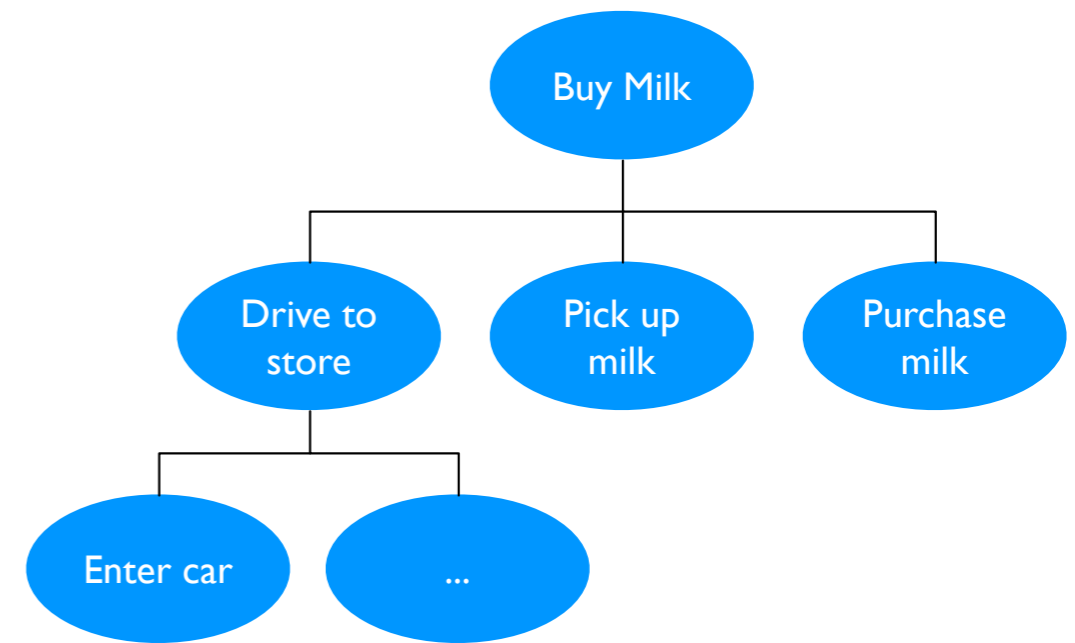 Buy Milk
Drive to
store
Pick up
milk
Purchase
milk
Enter car
...